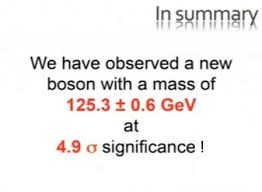 In summary
We have observed a new
boson with a mass of
125.3 ± 0.6 GeV
at
4.9 σ significance !